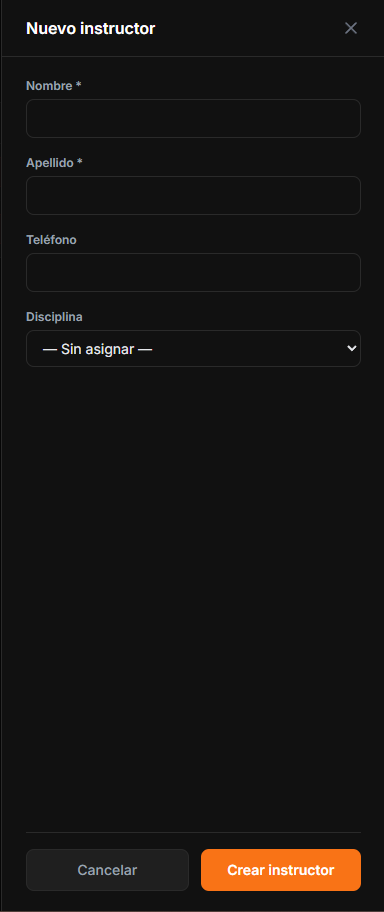 Nuevo instructor
Nombre *
Apellido *
Teléfono
Disciplina
— Sin asignar —
Cancelar
Crear instructor